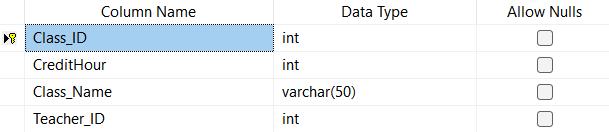 Column Name Data Type Allow Nulls
Class_ID int
CreditHour int
Class_Name varchar(50)
Teacher_ID int